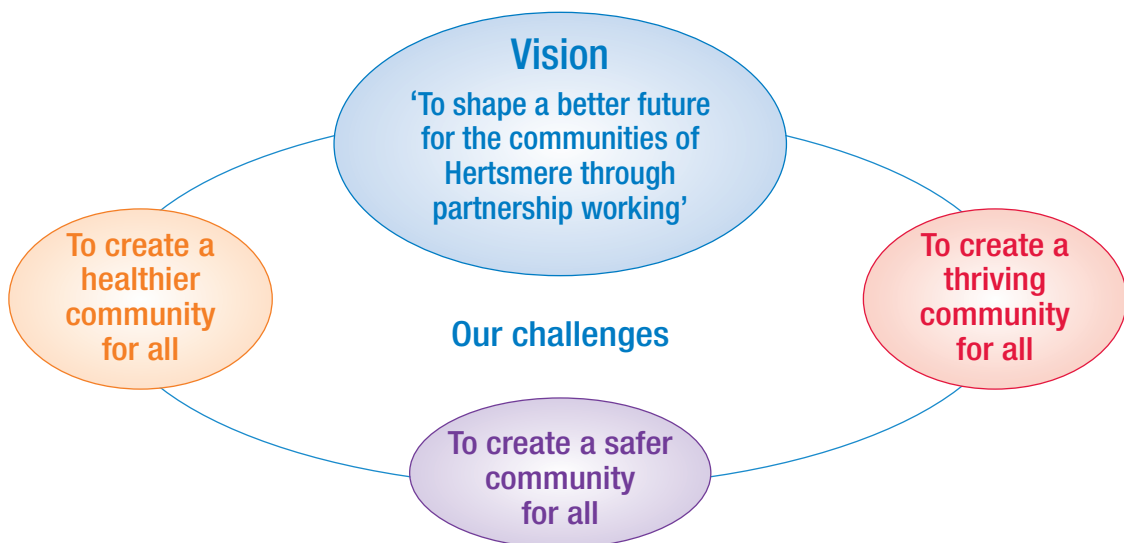 Vision
‘To shape a better future
for the communities of
Hertsmere through
partnership working’
To create a
healthier
community
for all
Our challenges
To create a
thriving
community
for all
To create a safer
community
for all